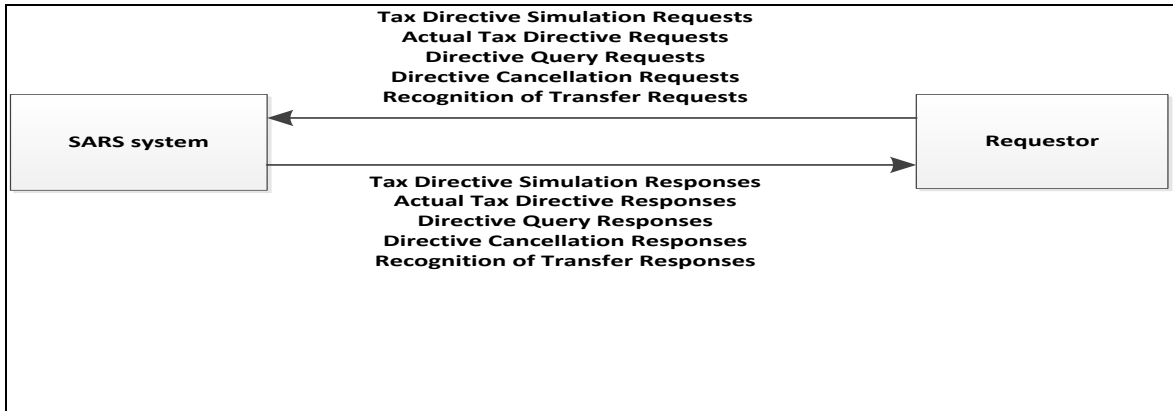 Tax Directive Simulation Requests
Actual Tax Directive Requests
Directive Query Requests
Directive Cancellation Requests
Recognition of Transfer Requests
SARS system
Requestor
Tax Directive Simulation Responses
Actual Tax Directive Responses
Directive Query Responses
Directive Cancellation Responses
Recognition of Transfer Responses